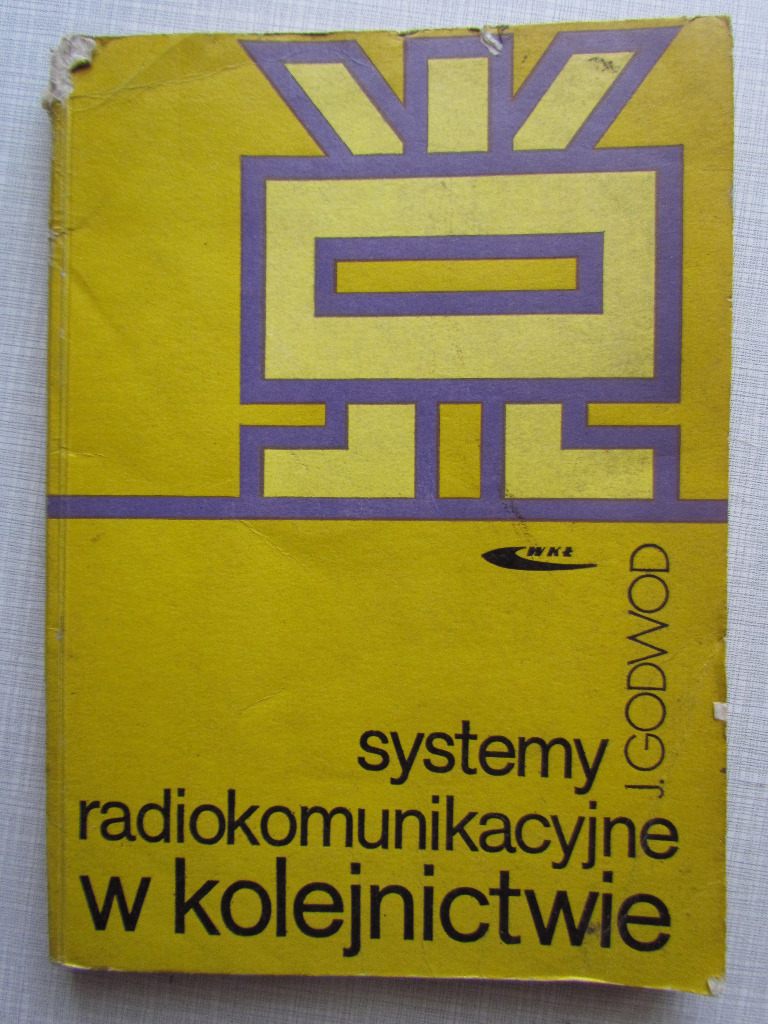 WKŁ
J. GODWOD
systemy
radiokomunikacyjne
w kolejnictwie